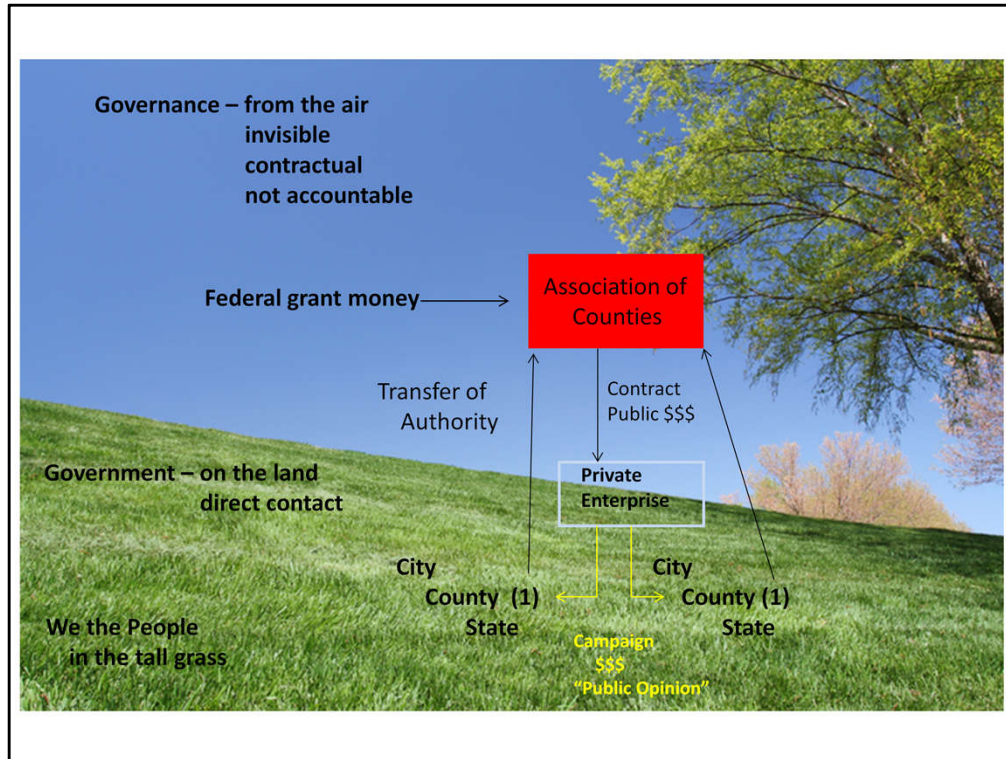 Governance – from the air
invisible
contractual
not accountable
Federal grant money
Association of
Counties
Transfer of
Authority
Contract
Public $$$
Government – on the land
direct contact
Private
Enterprise
City
County (1)
State
City
County (1)
State
We the People
in the tall grass
Campaign
$$$
“Public Opinion”